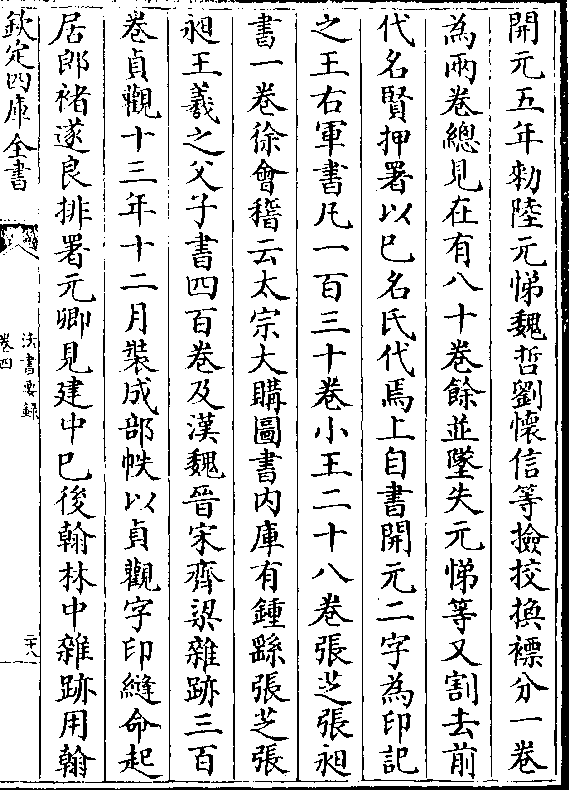 開元五年勅陸元悌魏哲劉懷信等撿挍換褾分一卷
為兩卷總見在有八十卷餘並墜失元悌等又割去前
代名賢押署以巳名氏代焉上自書開元二字為印記
之王右軍書凡一百三十卷小王二十八卷張芝張昶
書一卷徐會稽云太宗大購圖書内庫有鍾繇張芝張
昶王羲之父子書四百卷及漢魏晉宋齊梁雜跡三百
卷貞觀十三年十二月裝成部帙以貞觀字印縫命起
居郎褚遂良排署元卿見建中巳後翰林中雜跡用翰
欽定四庫全書
法書要録
卷四
二十八